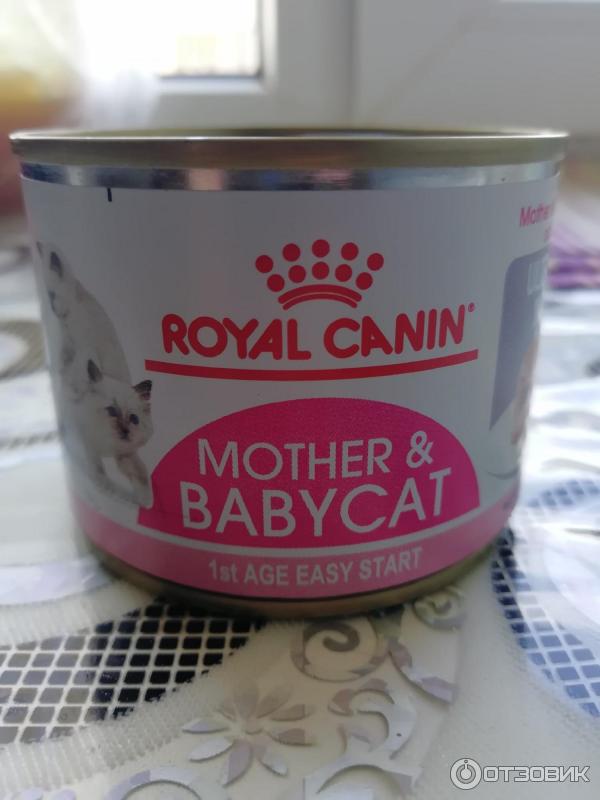 Mother
ROYAL CANIN®
MOTHER &
BABYCAT
1st AGE EASY START
ОТЗОВИК